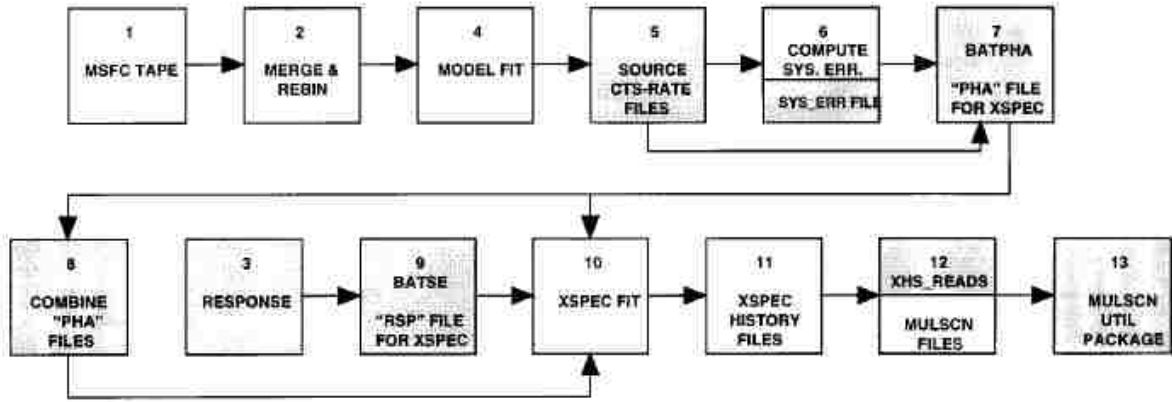 1
MSFC TAPE
2
MERGE &
REBIN
4
MODEL FIT
5
SOURCE
CTS-RATE
FILES
6
COMPUTE
SYS. ERR.
SYS_ERR FILE
7
BATPHA
"PHA" FILE
FOR XSPEC
8
COMBINE
"PHA"
FILES
3
RESPONSE
9
BATSE
"RSP" FILE
FOR XSPEC
10
XSPEC FIT
11
XSPEC
HISTORY
FILES
12
XHS_READS
MULSCN
FILES
13
MULSCN
UTIL
PACKAGE